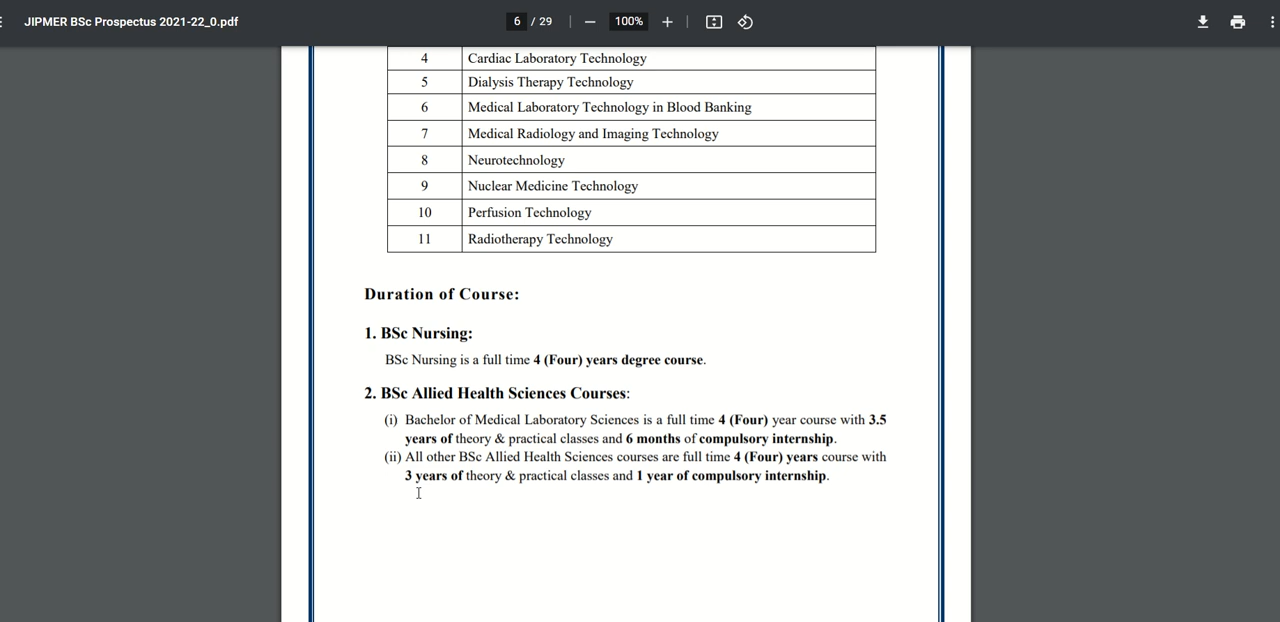 JIPMER BSc Prospectus 2021-22_0.pdf 6 / 29 100%
4 Cardiac Laboratory Technology
5 Dialysis Therapy Technology
6 Medical Laboratory Technology in Blood Banking
7 Medical Radiology and Imaging Technology
8 Neurotechnology
9 Nuclear Medicine Technology
10 Perfusion Technology
11 Radiotherapy Technology
Duration of Course:
1. BSc Nursing:
BSc Nursing is a full time 4 (Four) years degree course.
2. BSc Allied Health Sciences Courses:
(i) Bachelor of Medical Laboratory Sciences is a full time 4 (Four) year course with 3.5
years of theory & practical classes and 6 months of compulsory internship.
(ii) All other BSc Allied Health Sciences courses are full time 4 (Four) years course with
3 years of theory & practical classes and 1 year of compulsory internship.